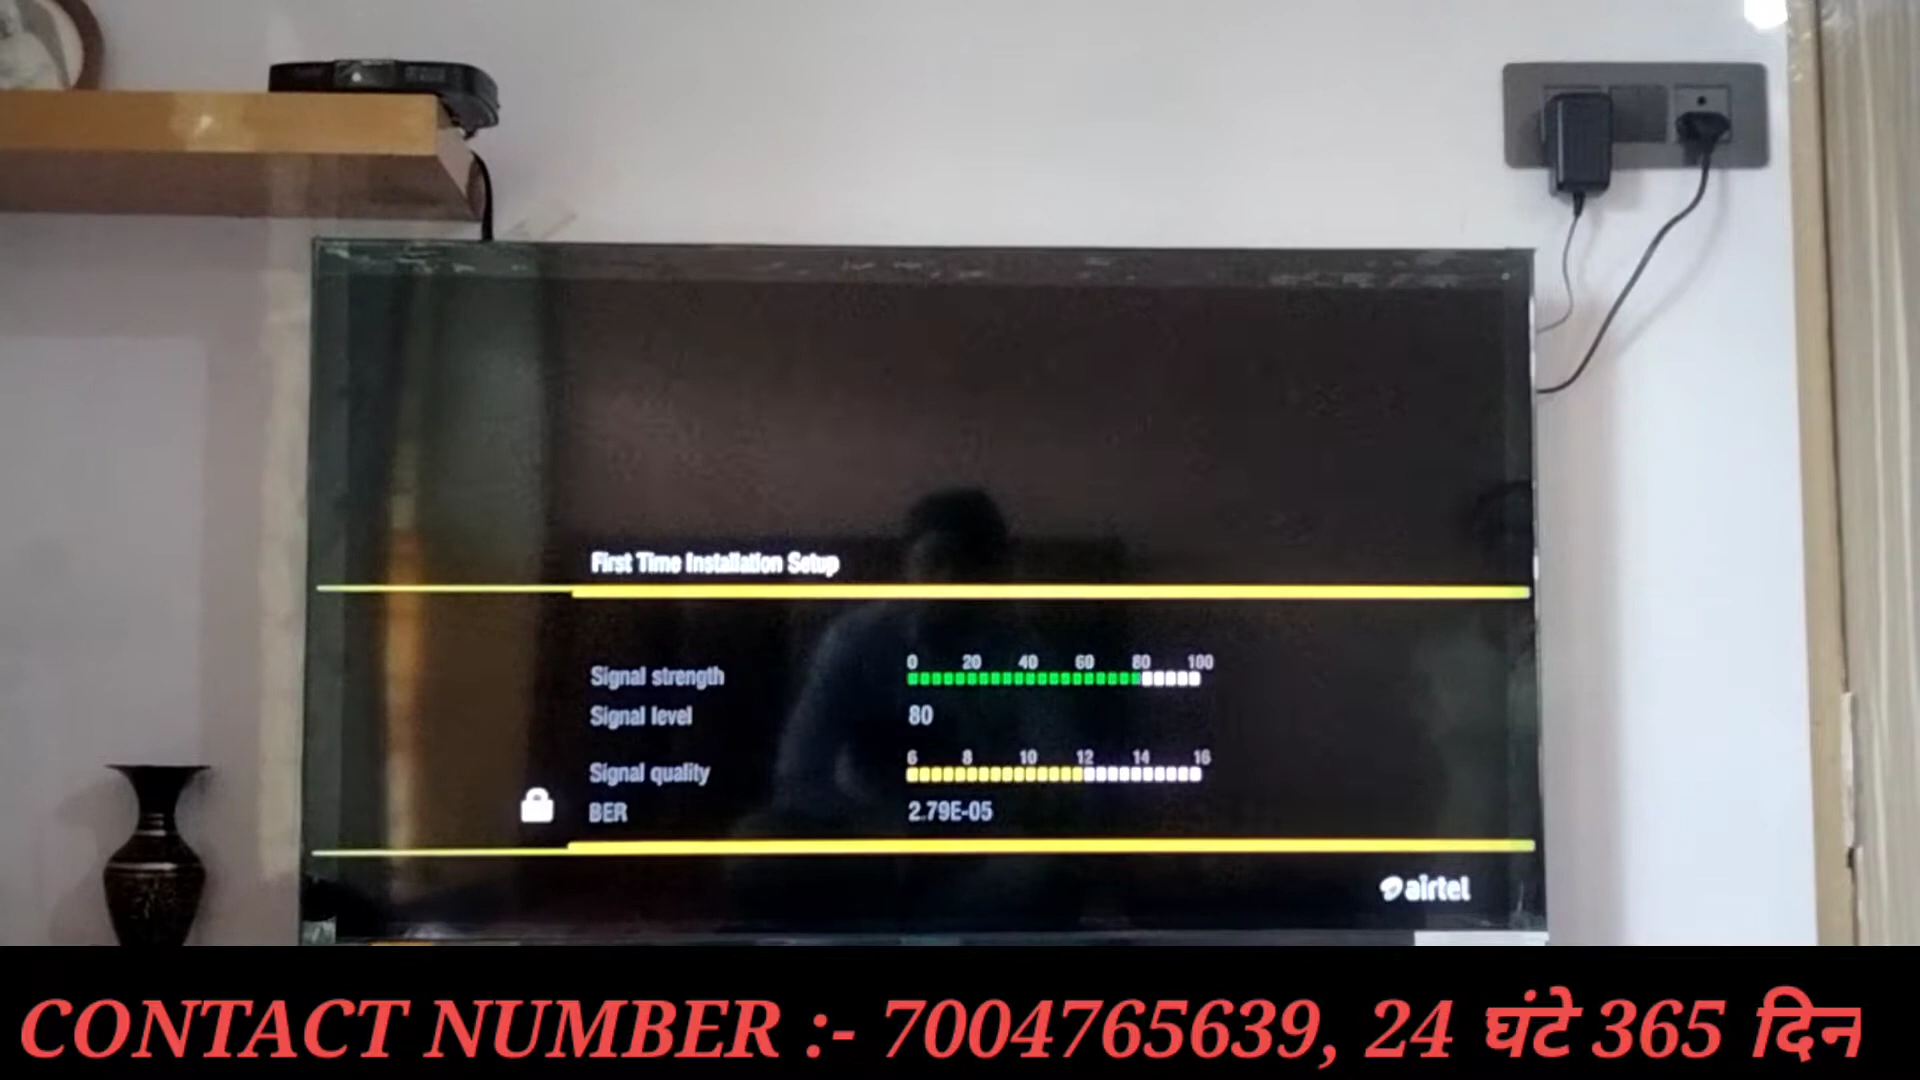 First Time Installation Setup
Signal strength 0 20 40 60 80 100
Signal level 80
Signal quality 6 8 10 12 14 16
BER 2.79E-05
airtel
CONTACT NUMBER :- 7004765639, 24 घंटे 365 दिन